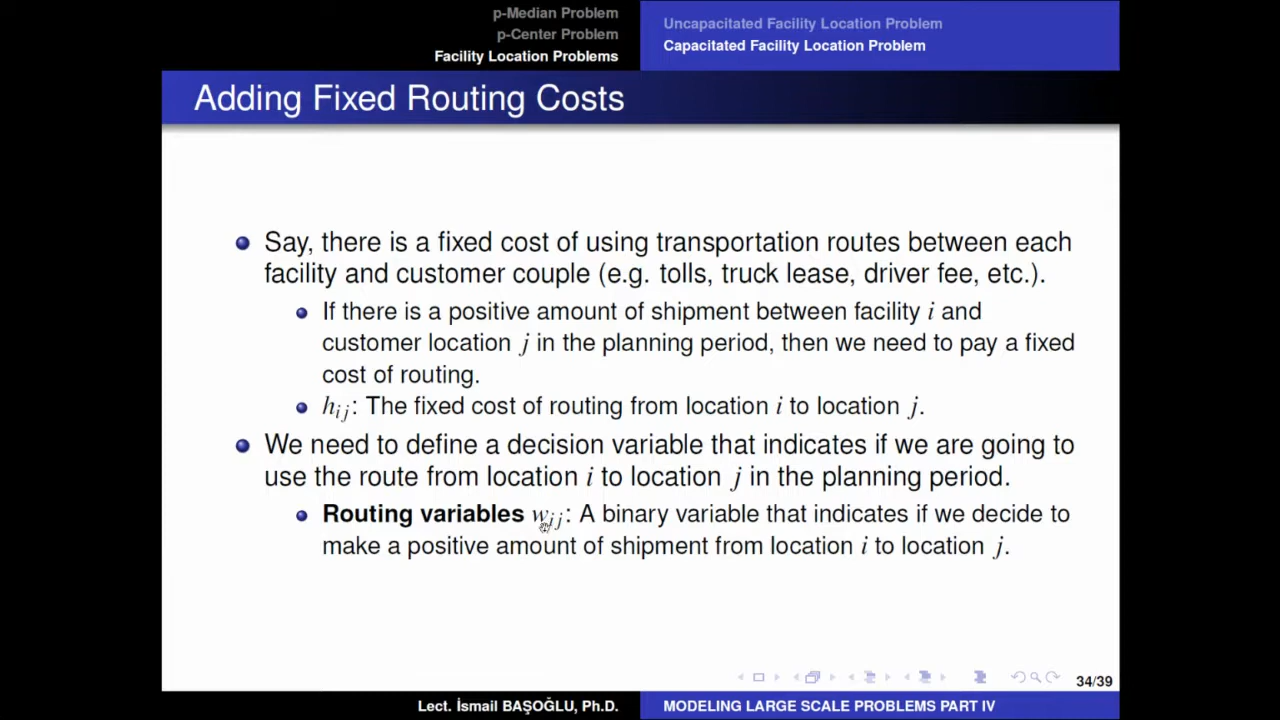 p-Median Problem
p-Center Problem
Facility Location Problems
Uncapacitated Facility Location Problem
Capacitated Facility Location Problem
Adding Fixed Routing Costs
Say, there is a fixed cost of using transportation routes between each
facility and customer couple (e.g. tolls, truck lease, driver fee, etc.).
If there is a positive amount of shipment between facility i and
customer location j in the planning period, then we need to pay a fixed
cost of routing.
h_{ij}: The fixed cost of routing from location i to location j.
We need to define a decision variable that indicates if we are going to
use the route from location i to location j in the planning period.
Routing variables w_{ij}: A binary variable that indicates if we decide to
make a positive amount of shipment from location i to location j.
34/39
Lect. İsmail BAŞOĞLU, Ph.D.
MODELING LARGE SCALE PROBLEMS PART IV